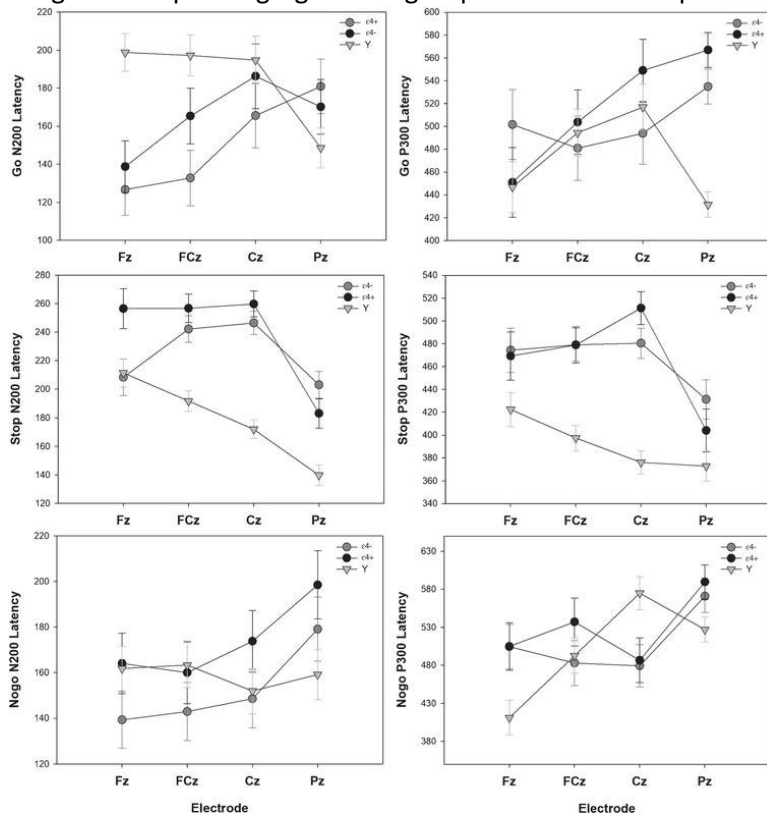 Go N200 Latency
220
200
180
160
140
120
100
Fz FCz Cz Pz
ε4+
ε4-
Y
Go P300 Latency
600
580
560
540
520
500
480
460
440
420
400
Fz FCz Cz Pz
ε4-
ε4+
Y
Stop N200 Latency
280
260
240
220
200
180
160
140
120
Fz FCz Cz Pz
ε4-
ε4+
Y
Stop P300 Latency
540
520
500
480
460
440
420
400
380
360
340
Fz FCz Cz Pz
ε4-
ε4+
Y
Nogo N200 Latency
220
200
180
160
140
120
Fz FCz Cz Pz
Electrode
ε4-
ε4+
Y
Nogo P300 Latency
630
580
530
480
430
380
Fz FCz Cz Pz
Electrode
ε4-
ε4+
Y